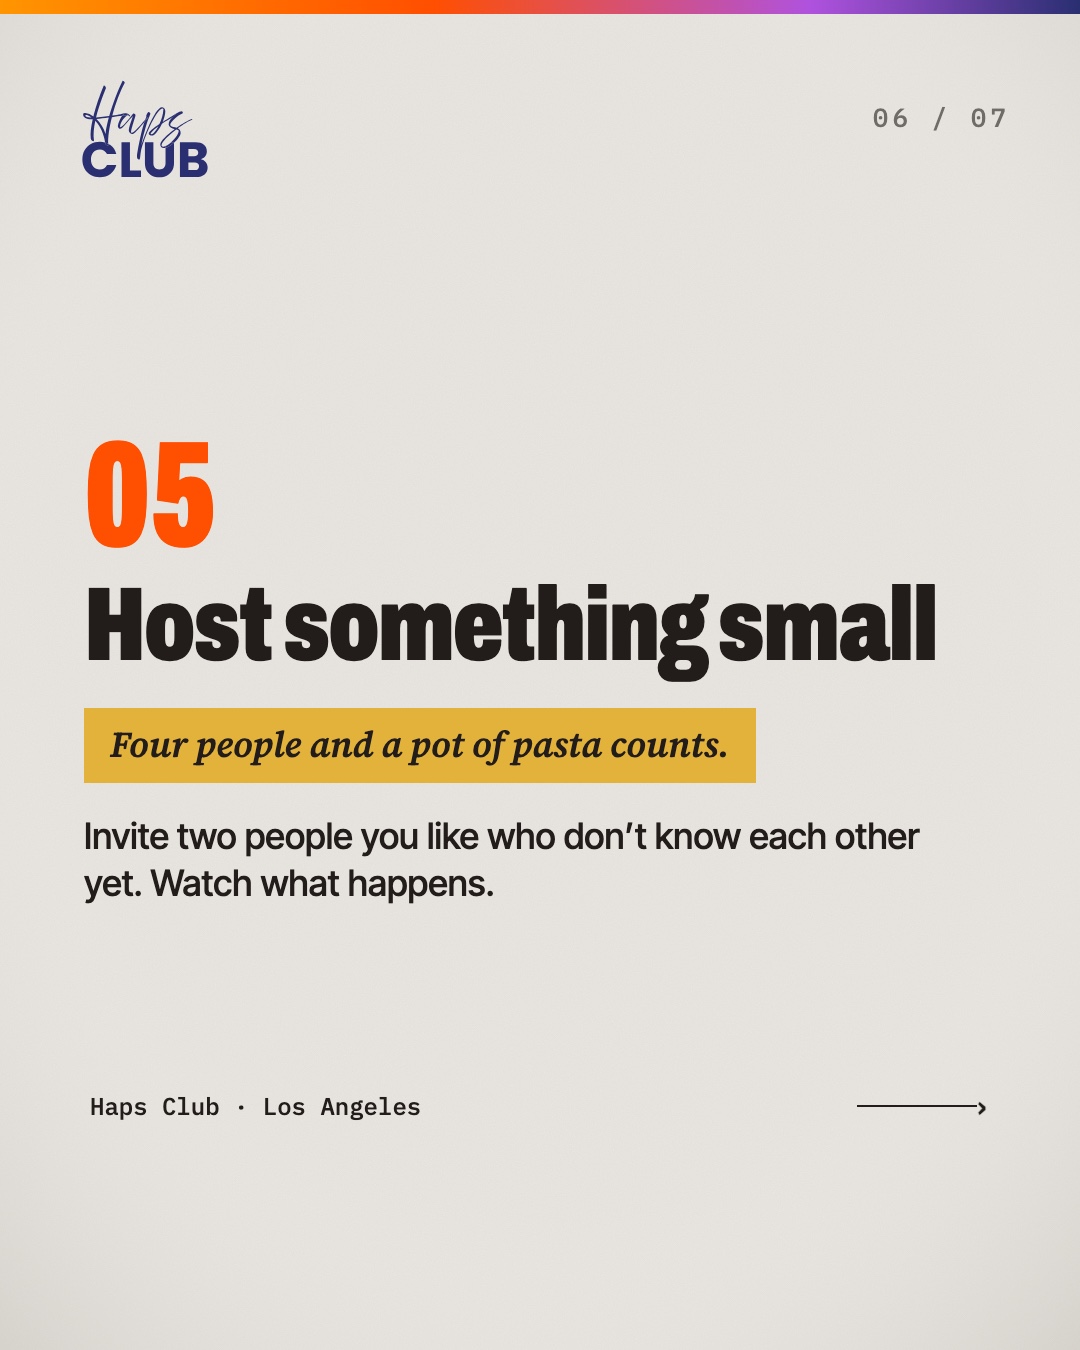 Haps
CLUB
06 / 07
05
Host something small
Four people and a pot of pasta counts.
Invite two people you like who don’t know each other
yet. Watch what happens.
Haps Club · Los Angeles